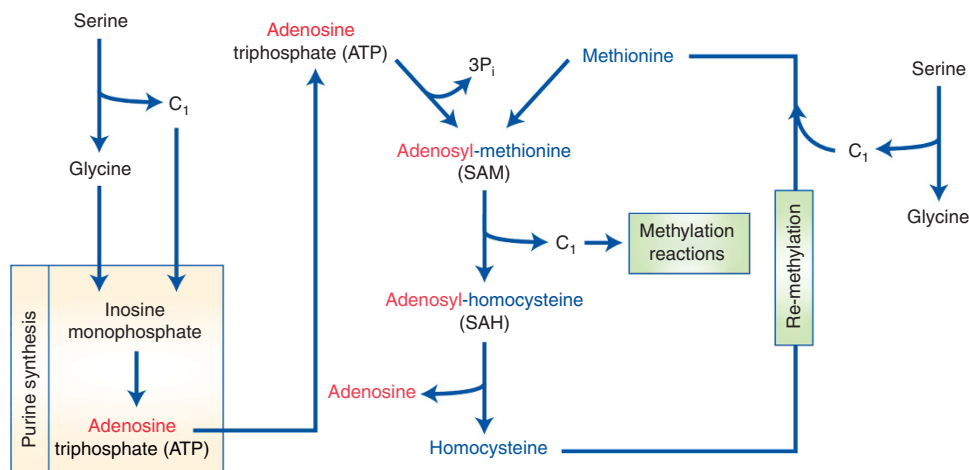 Serine
C1
Glycine
Purine synthesis
Inosine
monophosphate
Adenosine
triphosphate (ATP)
Adenosine
triphosphate (ATP)
3Pi
Methionine
Adenosyl-methionine
(SAM)
C1
Methylation
reactions
Adenosyl-homocysteine
(SAH)
Adenosine
Homocysteine
Re-methylation
Serine
C1
Glycine